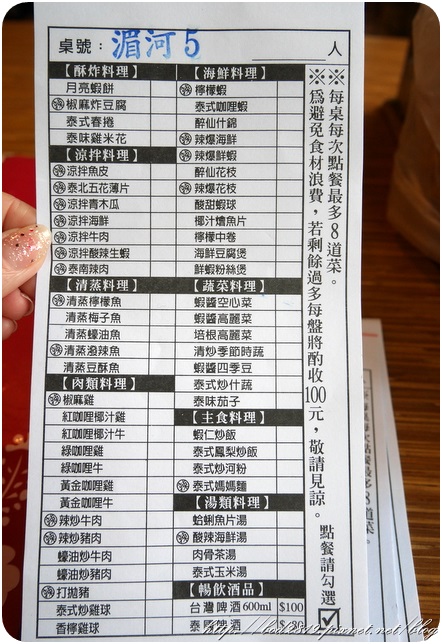 桌號：湄河5 人
【酥炸料理】
月亮蝦餅
椒麻炸豆腐
泰式春捲
泰味雞米花
【涼拌料理】
涼拌魚皮
泰北五花薄片
涼拌青木瓜
涼拌海鮮
涼拌牛肉
涼拌酸辣生蝦
泰南辣肉
【清蒸料理】
清蒸檸檬魚
清蒸梅子魚
清蒸蠔油魚
清蒸潑辣魚
清蒸豆酥魚
【肉類料理】
椒麻雞
紅咖哩椰汁雞
紅咖哩椰汁牛
綠咖哩雞
綠咖哩牛
黃金咖哩雞
黃金咖哩牛
辣炒牛肉
辣炒豬肉
蠔油炒牛肉
蠔油炒豬肉
打拋豬
泰式炒雞球
香檸雞球
【海鮮料理】
檸檬蝦
泰式咖哩蝦
醉仙什錦
辣爆海鮮
辣爆鮮蝦
醉仙花枝
辣爆花枝
酸甜蝦球
椰汁燴魚片
檸檬中卷
海鮮豆腐煲
鮮蝦粉絲煲
【蔬菜料理】
蝦醬空心菜
蝦醬高麗菜
培根高麗菜
清炒季節時蔬
蝦醬四季豆
泰式炒什蔬
泰味茄子
【主食料理】
蝦仁炒飯
泰式鳳梨炒飯
泰式炒河粉
泰式媽媽麵
【湯類料理】
蛤蜊魚片湯
酸辣海鮮湯
肉骨茶湯
泰式玉米湯
【暢飲酒品】
台灣啤酒 600ml $100
※每桌每次點餐最多8道菜。
※為避免食材浪費，若剩餘過多每盤將酌收100元，敬請見諒。
點餐請勾選